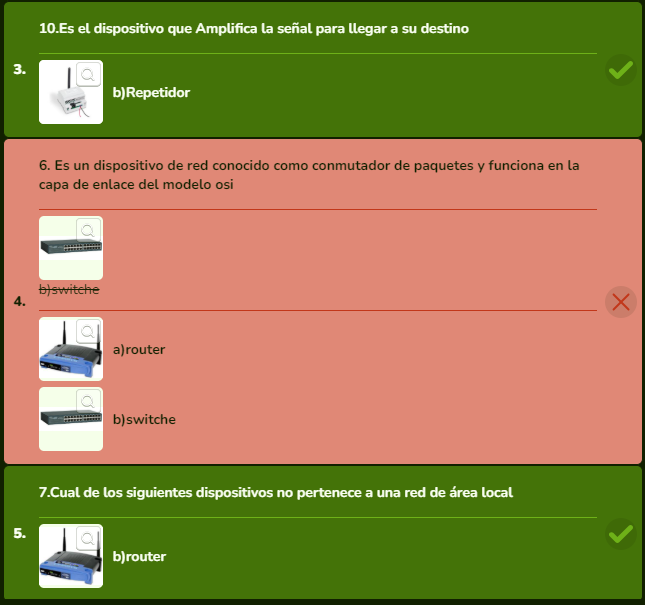 10.Es el dispositivo que Amplifica la señal para llegar a su destino
3.
b)Repetidor
6. Es un dispositivo de red conocido como conmutador de paquetes y funciona en la
capa de enlace del modelo osi
b)switche
4.
a)router
b)switche
7.Cual de los siguientes dispositivos no pertenece a una red de área local
5.
b)router